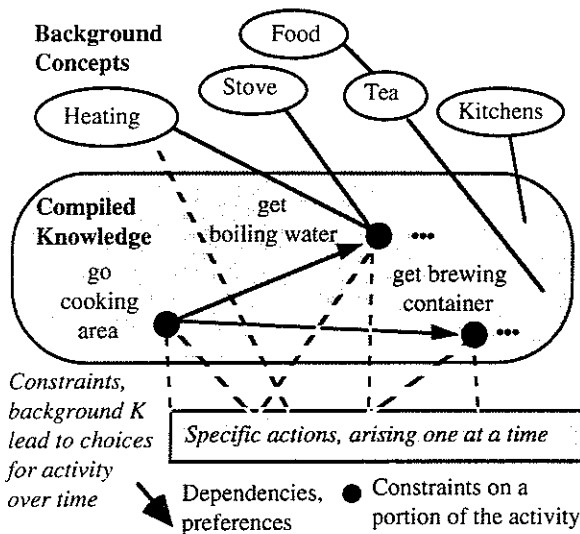 Background
Concepts
Food
Stove
Tea
Heating
Kitchens
Compiled
Knowledge
get
boiling water
...
go
cooking
area
get brewing
container
...
Constraints,
background K
lead to choices
for activity
over time
Specific actions, arising one at a time
Dependencies,
preferences
Constraints on a
portion of the activity